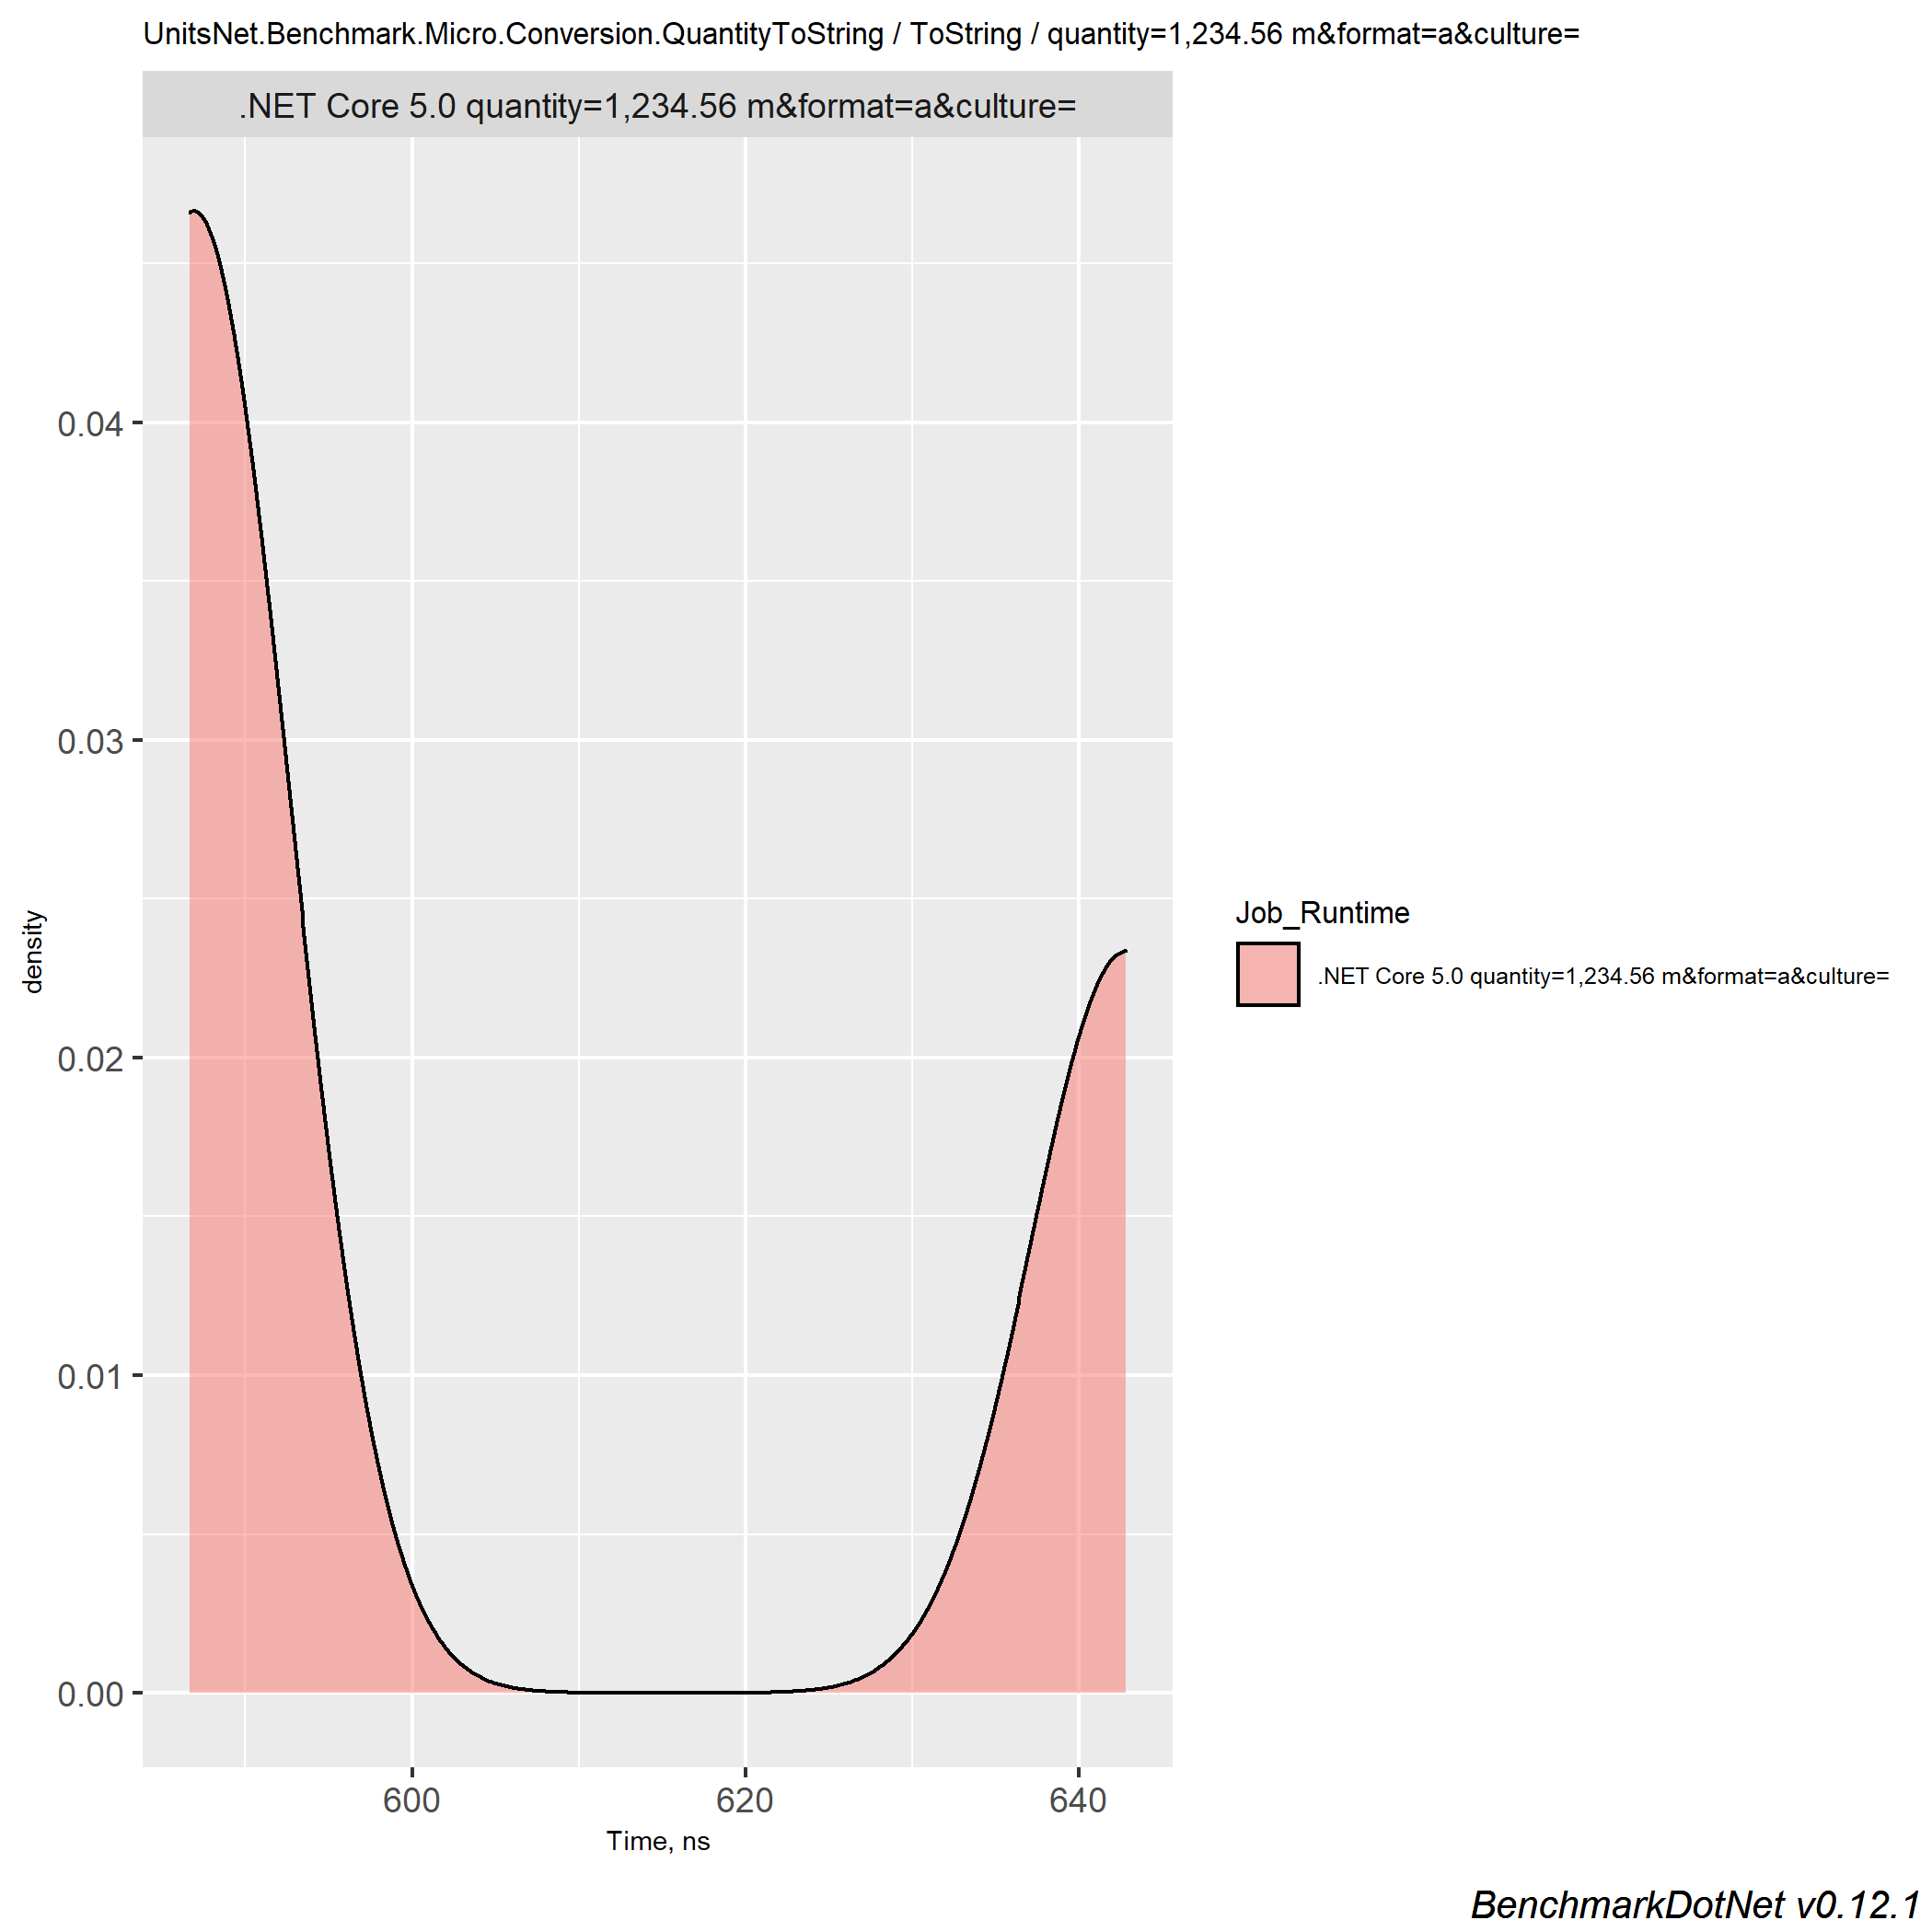 UnitsNet.Benchmark.Micro.Conversion.QuantityToString / ToString / quantity=1,234.56 m&format=a&culture=
.NET Core 5.0 quantity=1,234.56 m&format=a&culture=
0.04
0.03
0.02
0.01
0.00
density
600
620
640
Time, ns
Job_Runtime
.NET Core 5.0 quantity=1,234.56 m&format=a&culture=
BenchmarkDotNet v0.12.1